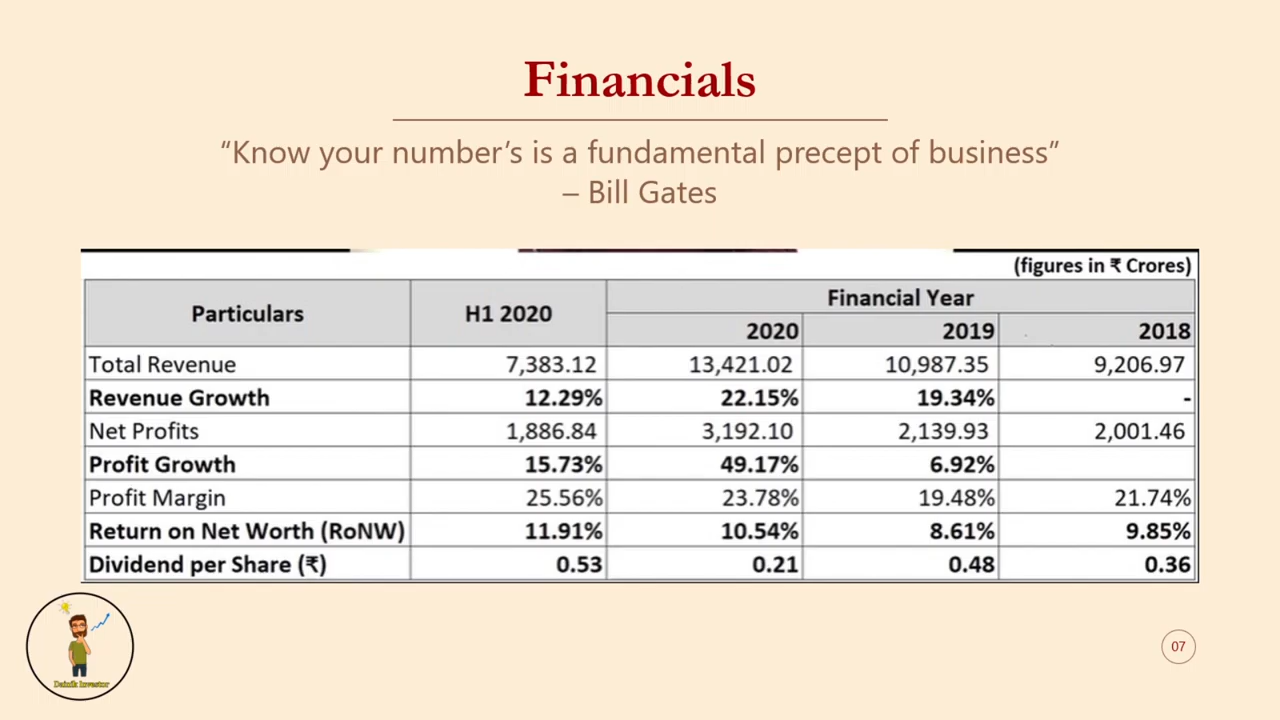 Financials
“Know your number’s is a fundamental precept of business”
– Bill Gates
(figures in ₹ Crores)
Particulars H1 2020 Financial Year
2020 2019 2018
Total Revenue 7,383.12 13,421.02 10,987.35 9,206.97
Revenue Growth 12.29% 22.15% 19.34% -
Net Profits 1,886.84 3,192.10 2,139.93 2,001.46
Profit Growth 15.73% 49.17% 6.92%
Profit Margin 25.56% 23.78% 19.48% 21.74%
Return on Net Worth (RoNW) 11.91% 10.54% 8.61% 9.85%
Dividend per Share (₹) 0.53 0.21 0.48 0.36
Dainik Investor
07